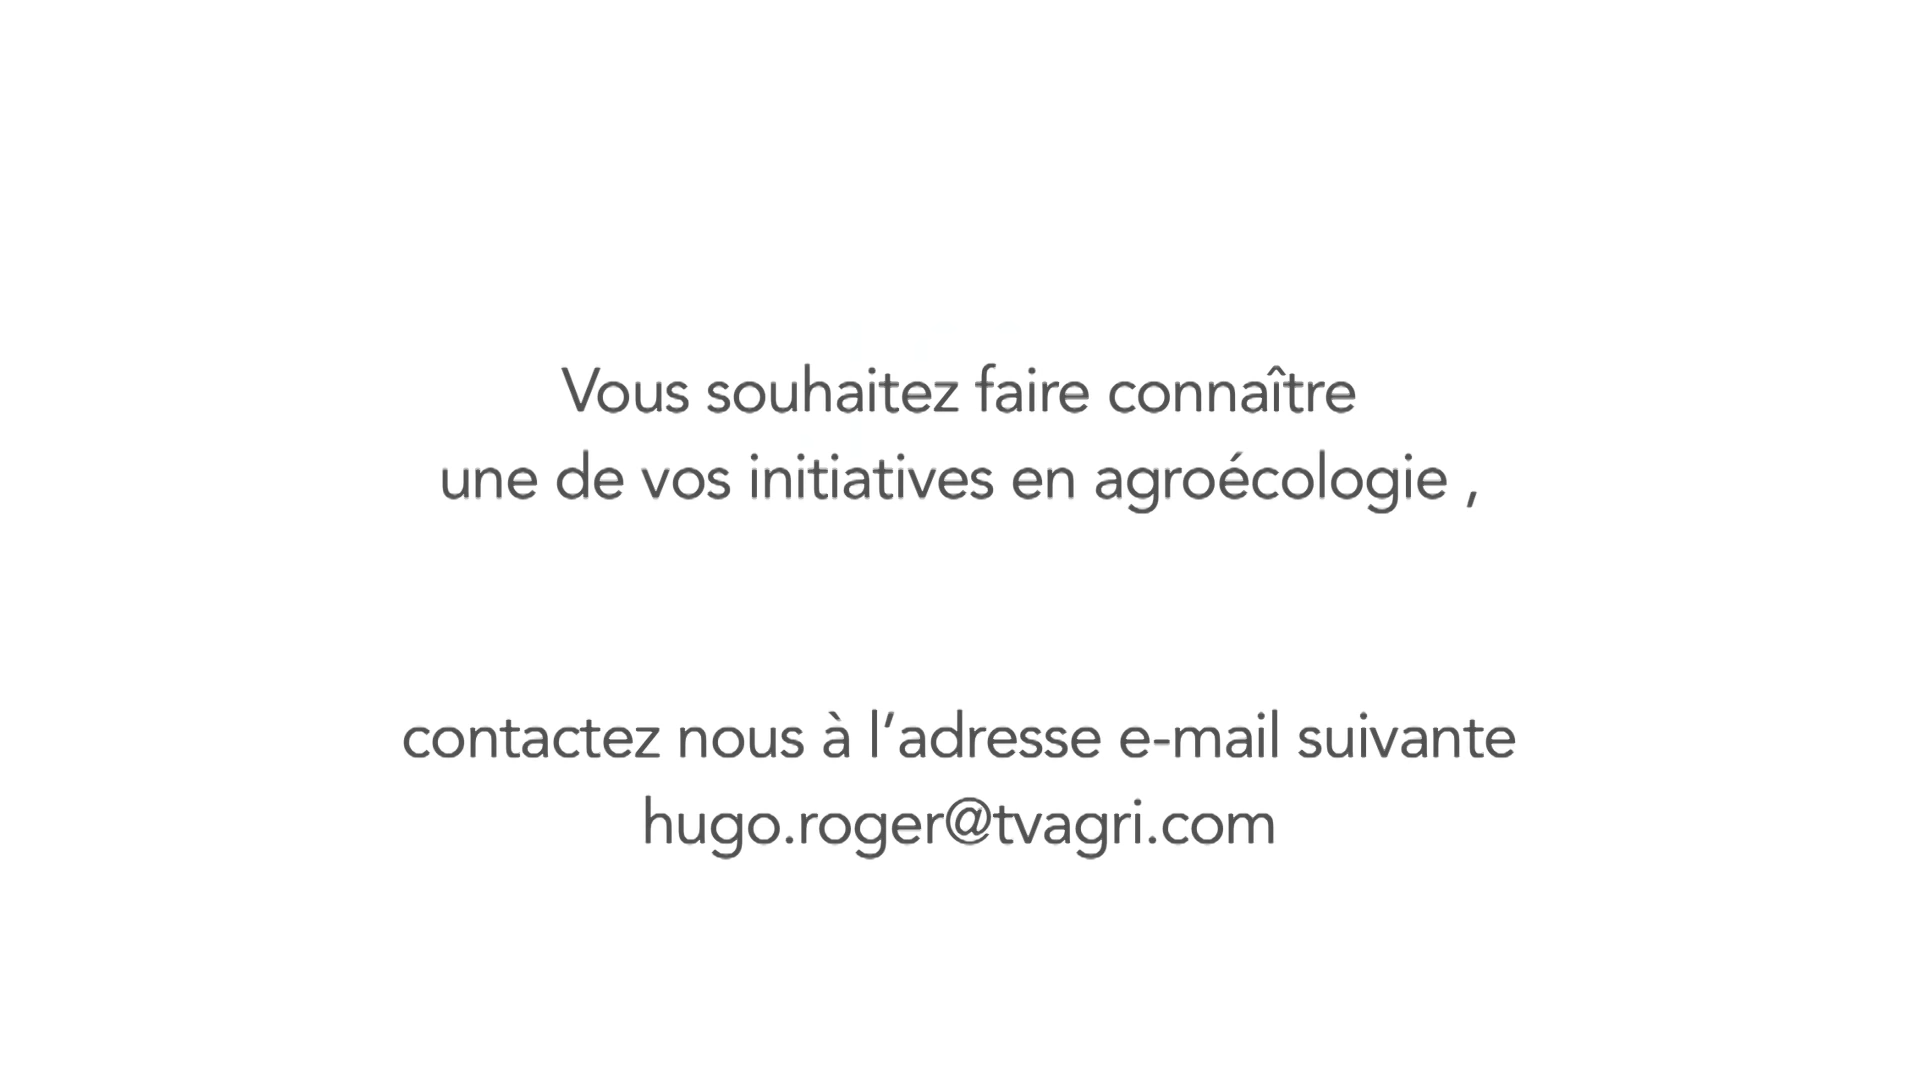 Vous souhaitez faire connaître
une de vos initiatives en agroécologie ,
contactez nous à l’adresse e-mail suivante
hugo.roger@tvagri.com